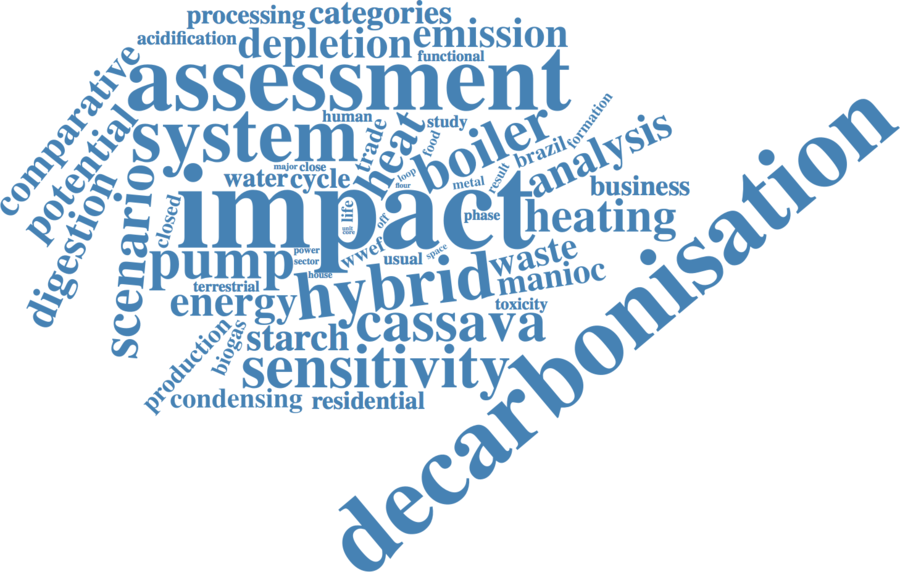 processing
categories
acidification
depletion
emission
functional
comparative
assessment
potential
human
study
system
trade
heat
food
boiler
formation
brazil
analysis
major
close
loop
flour
metal
result
water
cycle
business
digestion
scenario
closed
impact
life
off
unit
core
phase
heating
pump
power
sector
house
wwef
usual
space
waste
manioc
terrestrial
energy
hybrid
toxicity
production
biogas
starch
cassava
sensitivity
condensing
residential
decarbonisation